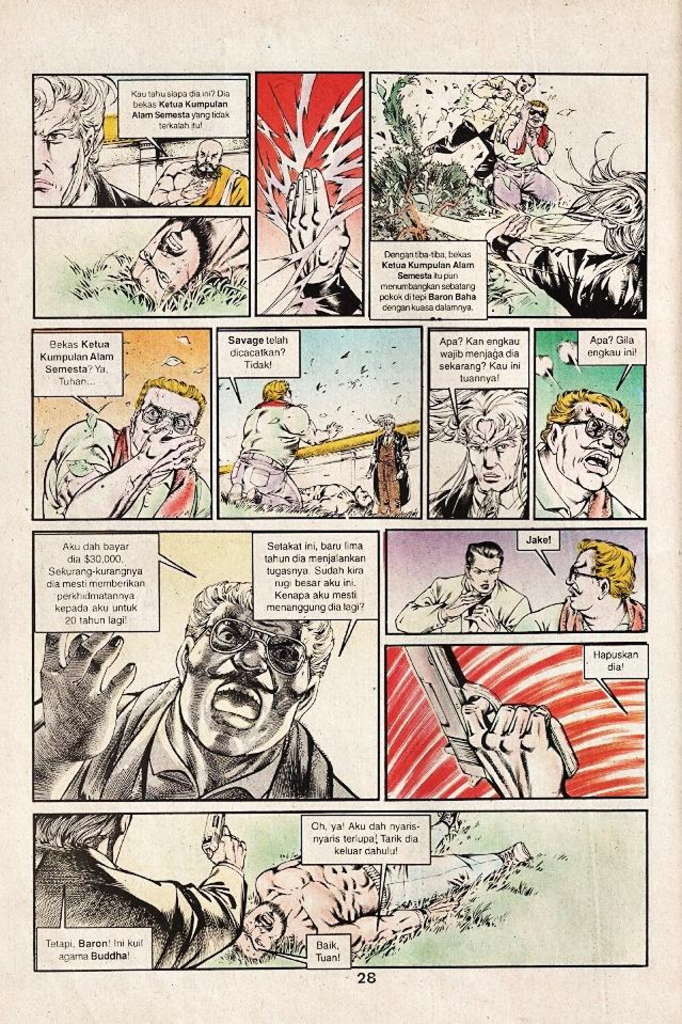 Kau tahu siapa dia ini? Dia
bekas Ketua Kumpulan
Alam Semesta yang tidak
terkalah itu!
Dengan tiba-tiba, bekas
Ketua Kumpulan Alam
Semesta itu pun
menumbangkan sebatang
pokok di tepi Baron Baha
dengan kuasa dalamnya.
Bekas Ketua
Kumpulan Alam
Semesta? Ya,
Tuhan...
Savage telah
dicacatkan?
Tidak!
Apa? Kan engkau
wajib menjaga dia
sekarang? Kau ini
tuannya!
Apa? Gila
engkau ini!
Aku dah bayar
dia $30,000.
Sekurang-kurangnya
dia mesti memberikan
perkhidmatannya
kepada aku untuk
20 tahun lagi!
Setakat ini, baru lima
tahun dia menjalankan
tugasnya. Sudah kira
rugi besar aku ini.
Kenapa aku mesti
menanggung dia lagi?
Jake!
Hapuskan
dia!
Oh, ya! Aku dah nyaris-
nyaris terlupa! Tarik dia
keluar dahulu!
Tetapi, Baron! Ini kuil
agama Buddha!
Baik,
Tuan!
28